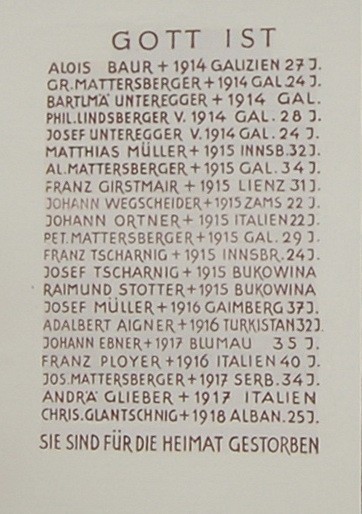 GOTT IST
ALOIS BAUR + 1914 GALIZIEN 27 J.
GR. MATTERSBERGER + 1914 GAL. 24 J.
BARTLMÄ UNTEREGGER + 1914 GAL.
PHIL. LINDSBERGER V. 1914 GAL. 28 J.
JOSEF UNTEREGGER V. 1914 GAL. 24 J.
MATTHIAS MÜLLER + 1915 INNSB. 32 J.
AL. MATTERSBERGER + 1915 GAL. 34 J.
FRANZ GIRSTMAIR + 1915 LIENZ 31 J.
JOHANN WEGSCHEIDER + 1915 ZAMS 22 J.
JOHANN ORTNER + 1915 ITALIEN 22 J.
PET. MATTERSBERGER + 1915 GAL. 29 J.
FRANZ TSCHARNIG + 1915 INNSBR. 24 J.
JOSEF TSCHARNIG + 1915 BUKOWINA
RAIMUND STOTTER + 1915 BUKOWINA
JOSEF MÜLLER + 1916 GAIMBERG 37 J.
ADALBERT AIGNER + 1916 TURKISTAN 32 J.
JOHANN EBNER + 1917 BLUMAU 35 J.
FRANZ PLOYER + 1916 ITALIEN 40 J.
JOS. MATTERSBERGER + 1917 SERB. 34 J.
ANDRÄ GLIEBER + 1917 ITALIEN
CHRIS. GLANTSCHNIG + 1918 ALBAN. 25 J.
SIE SIND FÜR DIE HEIMAT GESTORBEN